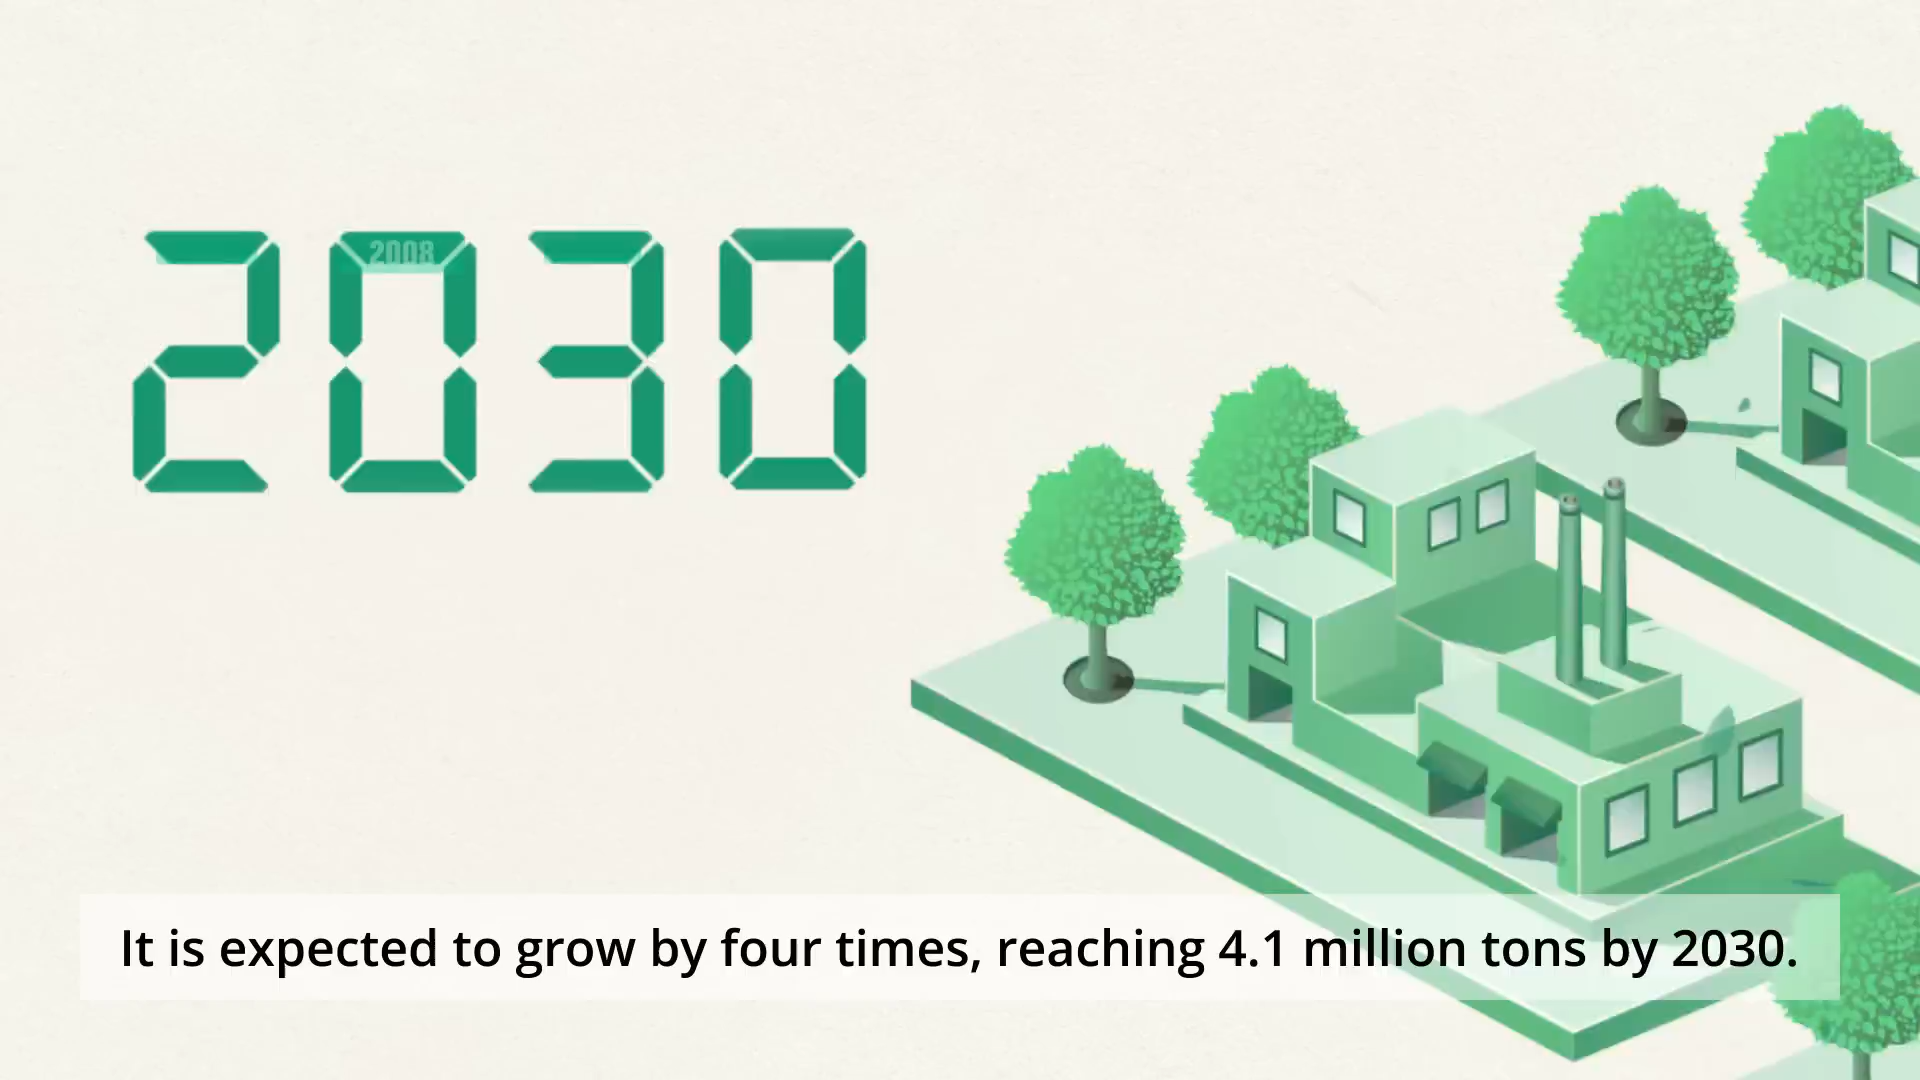 2030
2008
It is expected to grow by four times, reaching 4.1 million tons by 2030.